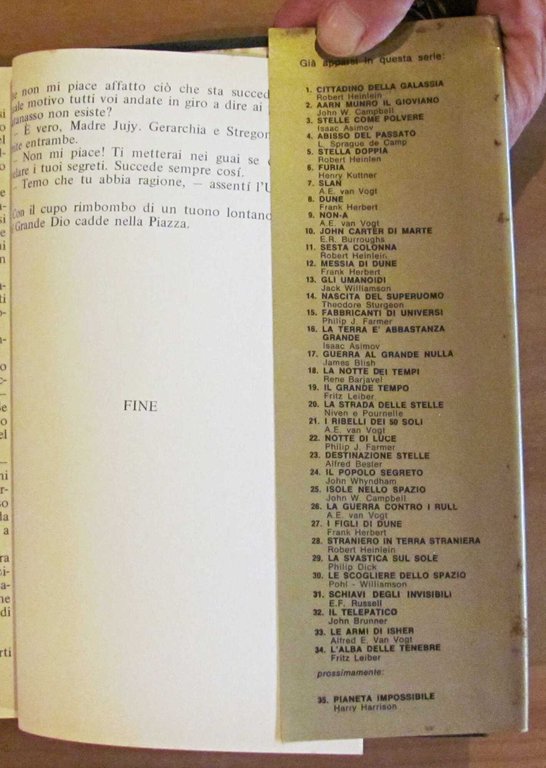 non mi piace affatto ciò che sta succed
ale motivo tutti voi andate in giro a dire ai
anasso non esiste?
— È vero, Madre Jujy. Gerarchia e Stregon
ite entrambe.
— Non mi piace! Ti metterai nei guai se
elare i tuoi segreti. Succede sempre cosí.
— Temo che tu abbia ragione, — assentí l'U
Con il cupo rimbombo di un tuono lontano
Grande Dio cadde nella Piazza.
FINE
Già apparsi in questa serie:
1. CITTADINO DELLA GALASSIA
Robert Heinlein
2. AARN MUNRO IL GIOVIANO
John W. Campbell
3. STELLE COME POLVERE
Isaac Asimov
4. ABISSO DEL PASSATO
L. Sprague de Camp
5. STELLA DOPPIA
Robert Heinlen
6. FURIA
Henry Kuttner
7. SLAN
A.E. van Vogt
8. DUNE
Frank Herbert
9. NON-A
A.E. van Vogt
10. JOHN CARTER DI MARTE
E.R. Burroughs
11. SESTA COLONNA
Robert Heinlein
12. MESSIA DI DUNE
Frank Herbert
13. GLI UMANOIDI
Jack Williamson
14. NASCITA DEL SUPERUOMO
Theodore Sturgeon
15. FABBRICANTI DI UNIVERSI
Philip J. Farmer
16. LA TERRA E' ABBASTANZA
GRANDE
Isaac Asimov
17. GUERRA AL GRANDE NULLA
James Blish
18. LA NOTTE DEI TEMPI
Rene Barjavel
19. IL GRANDE TEMPO
Fritz Leiber
20. LA STRADA DELLE STELLE
Niven e Pournelle
21. I RIBELLI DEI 50 SOLI
A.E. van Vogt
22. NOTTE DI LUCE
Philip J. Farmer
23. DESTINAZIONE STELLE
Alfred Bester
24. IL POPOLO SEGRETO
John Whyndham
25. ISOLE NELLO SPAZIO
John W. Campbell
26. LA GUERRA CONTRO I RULL
A.E. van Vogt
27. I FIGLI DI DUNE
Frank Herbert
28. STRANIERO IN TERRA STRANIERA
Robert Heinlein
29. LA SVASTICA SUL SOLE
Philip Dick
30. LE SCOGLIERE DELLO SPAZIO
Pohl - Williamson
31. SCHIAVI DEGLI INVISIBILI
E.F. Russell
32. IL TELEPATICO
John Brunner
33. LE ARMI DI ISHER
Alfred E. Van Vogt
34. L'ALBA DELLE TENEBRE
Fritz Leiber
prossimamente:
35. PIANETA IMPOSSIBILE
Harry Harrison